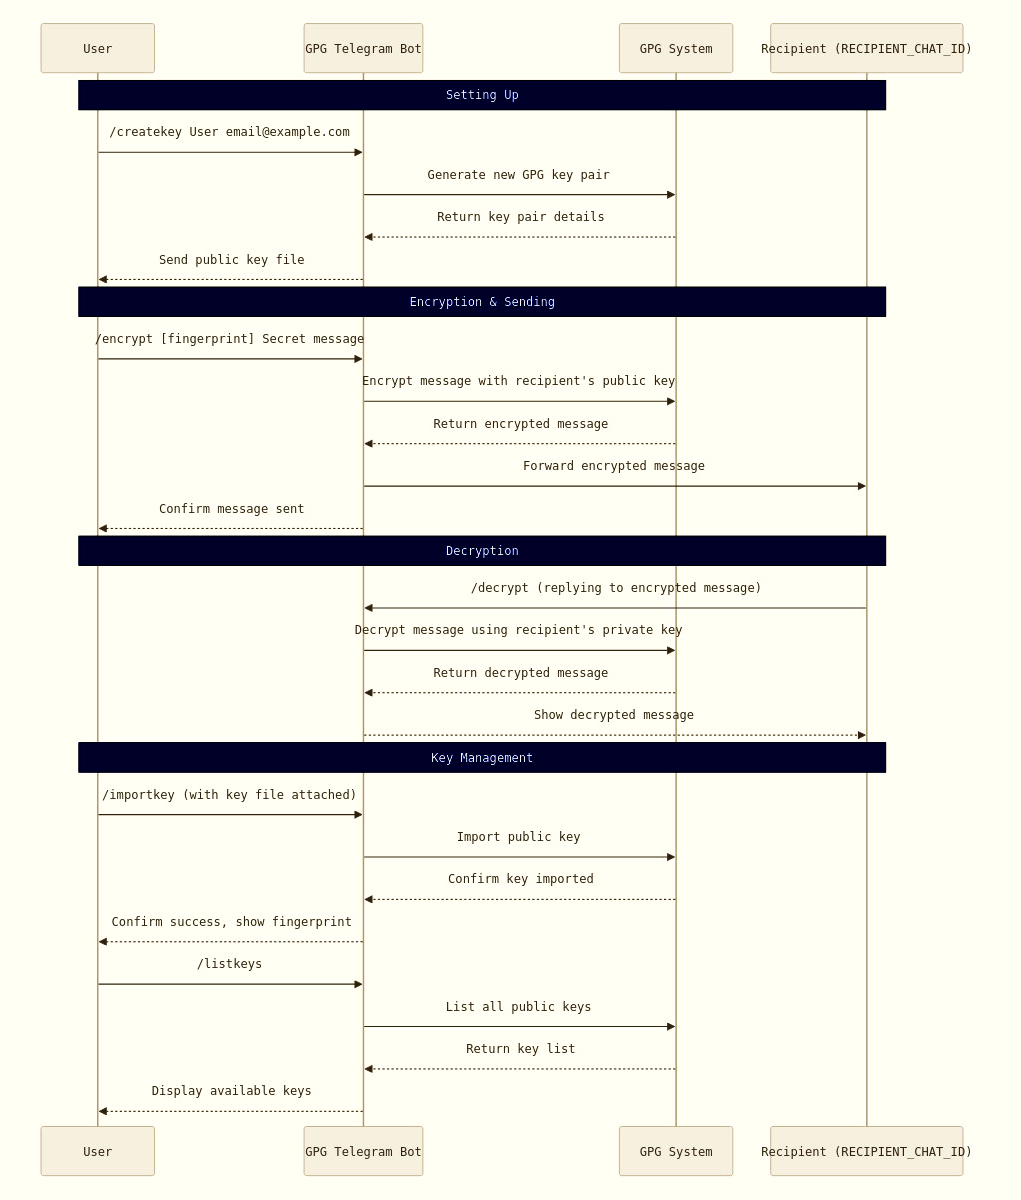 User
GPG Telegram Bot
GPG System
Recipient (RECIPIENT_CHAT_ID)
Setting Up
/createkey User email@example.com
Generate new GPG key pair
Return key pair details
Send public key file
Encryption & Sending
/encrypt [fingerprint] Secret message
Encrypt message with recipient's public key
Return encrypted message
Forward encrypted message
Confirm message sent
Decryption
/decrypt (replying to encrypted message)
Decrypt message using recipient's private key
Return decrypted message
Show decrypted message
Key Management
/importkey (with key file attached)
Import public key
Confirm key imported
Confirm success, show fingerprint
/listkeys
List all public keys
Return key list
Display available keys
User
GPG Telegram Bot
GPG System
Recipient (RECIPIENT_CHAT_ID)